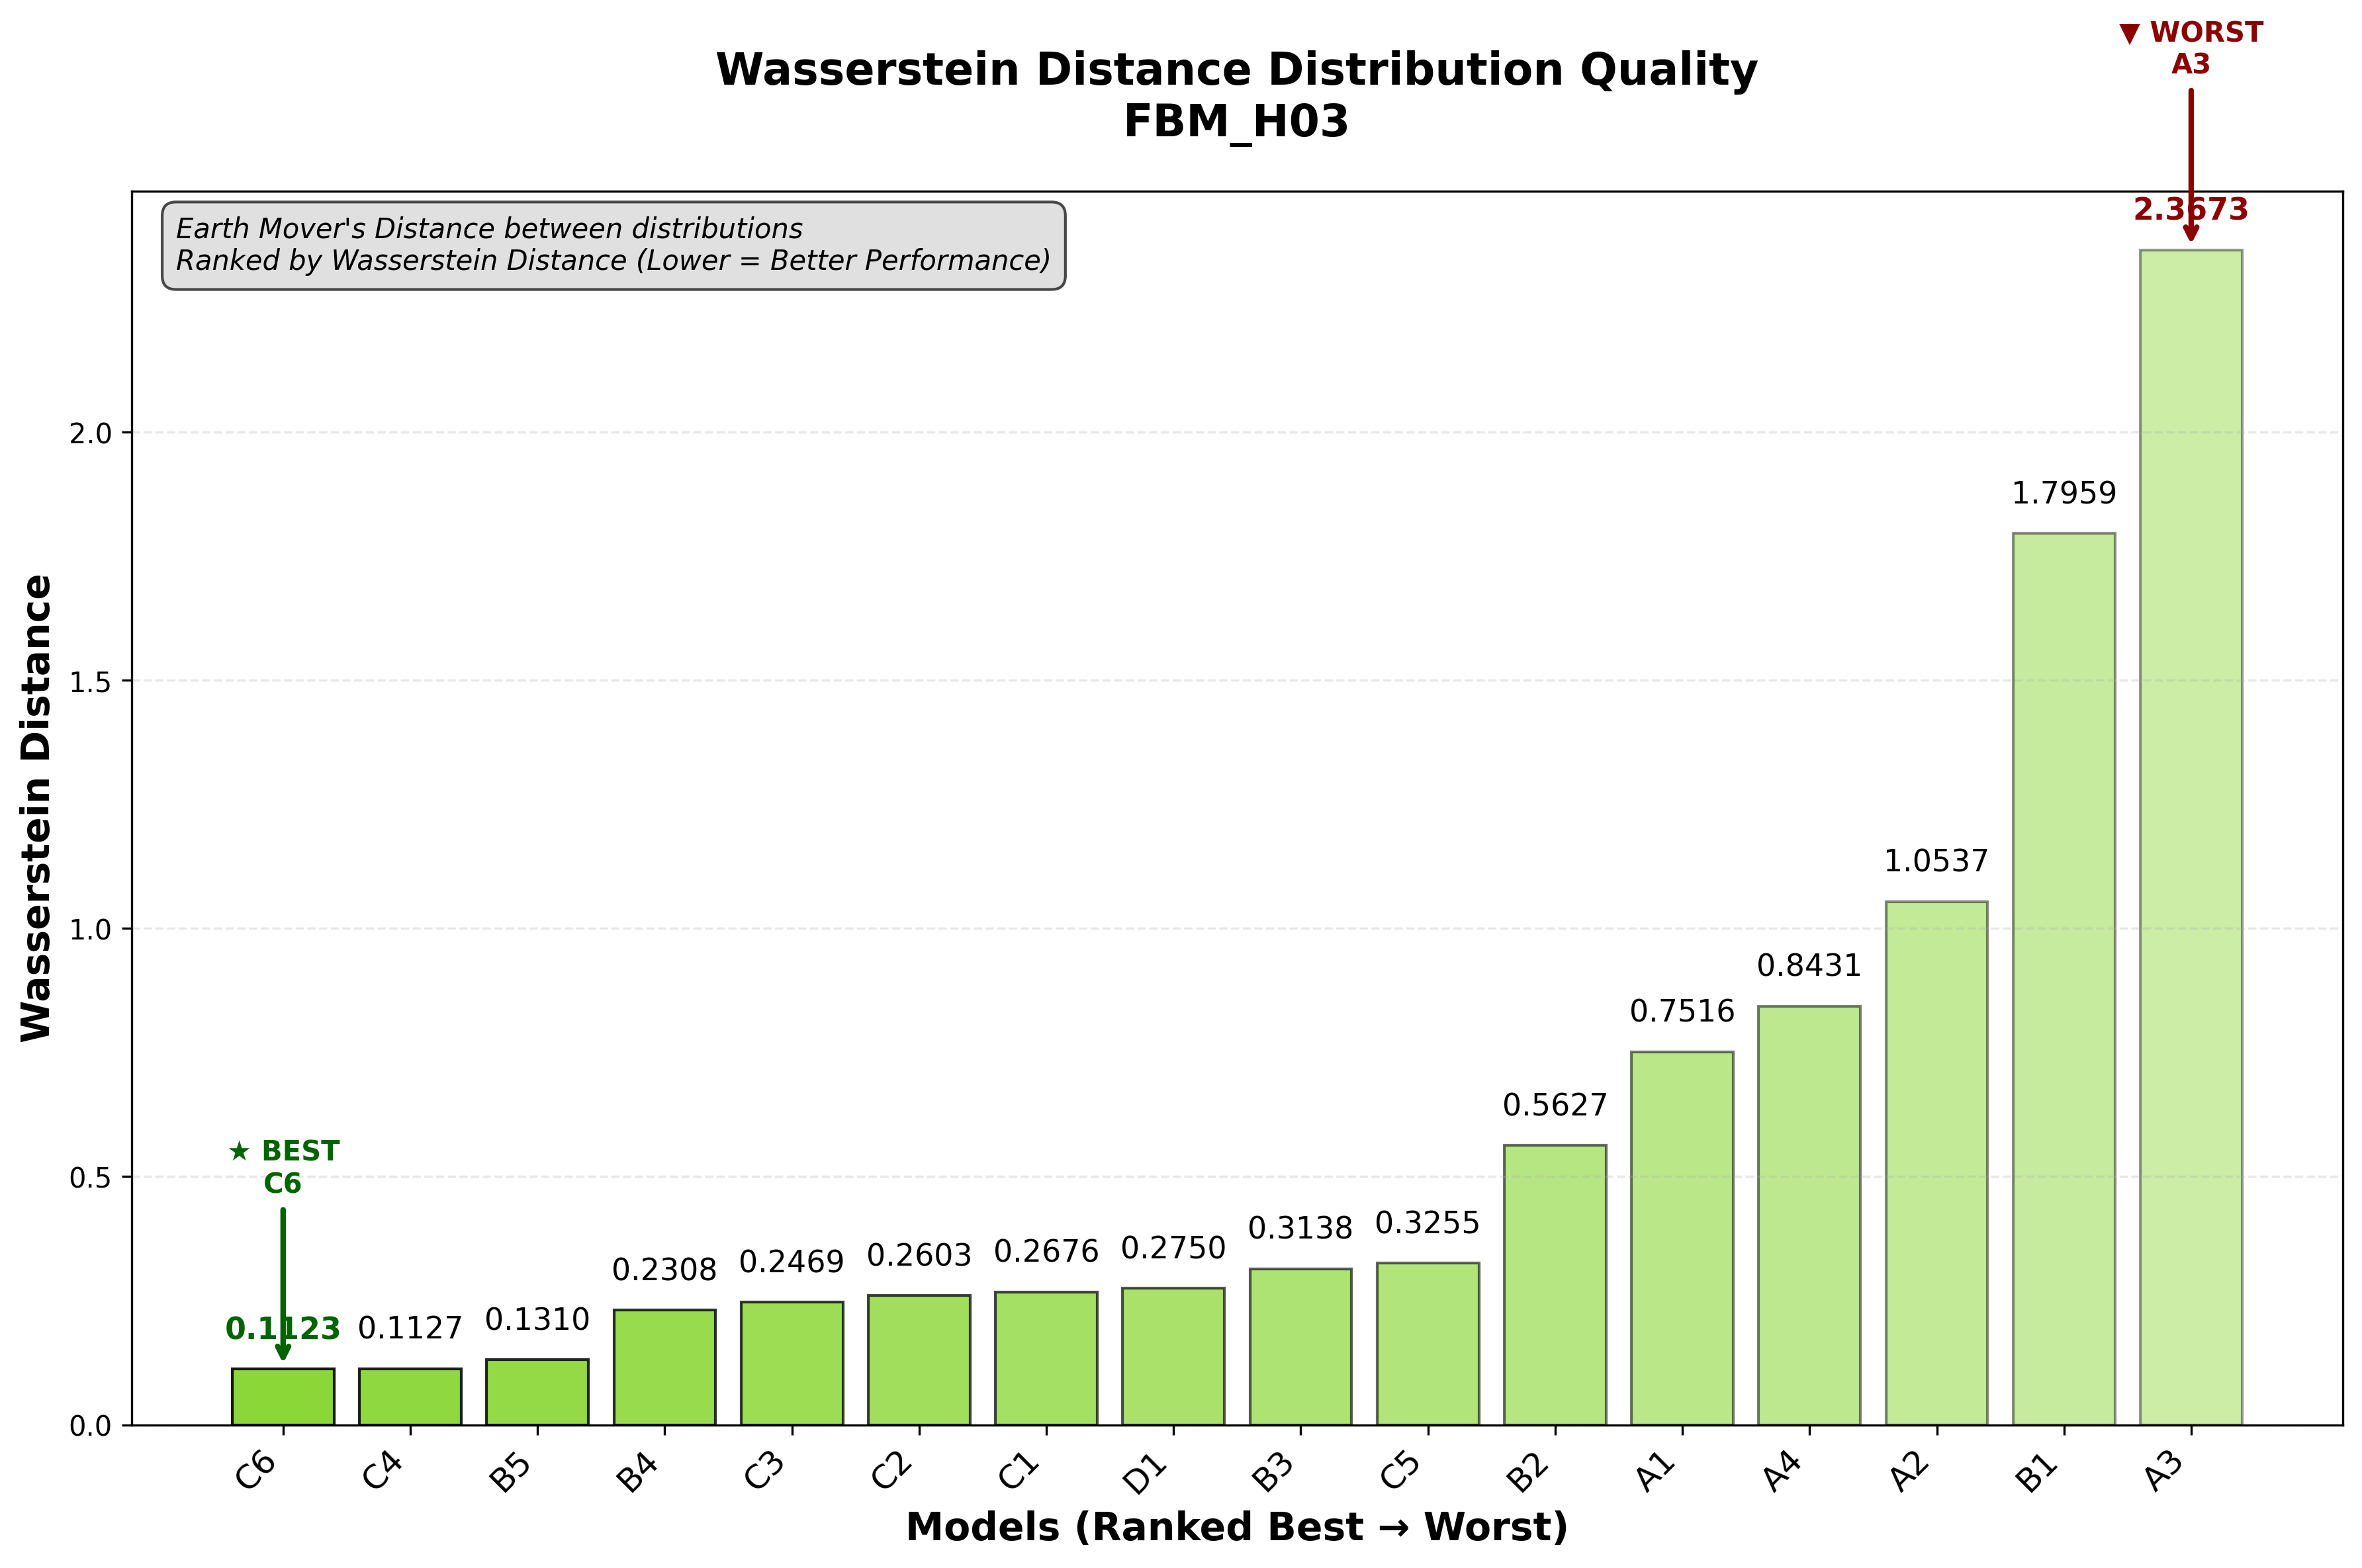 ▼ WORST
A3
Wasserstein Distance Distribution Quality
FBM_H03
2.3673
Earth Mover's Distance between distributions
Ranked by Wasserstein Distance (Lower = Better Performance)
Wasserstein Distance
2.0
1.5
1.0
0.5
0.0
★ BEST
C6
0.1123
0.1127
0.1310
0.2308
0.2469
0.2603
0.2676
0.2750
0.3138
0.3255
0.5627
0.7516
0.8431
1.0537
1.7959
C6
C4
B5
B4
C3
C2
C1
D1
B3
C5
B2
A1
A4
A2
B1
A3
Models (Ranked Best → Worst)